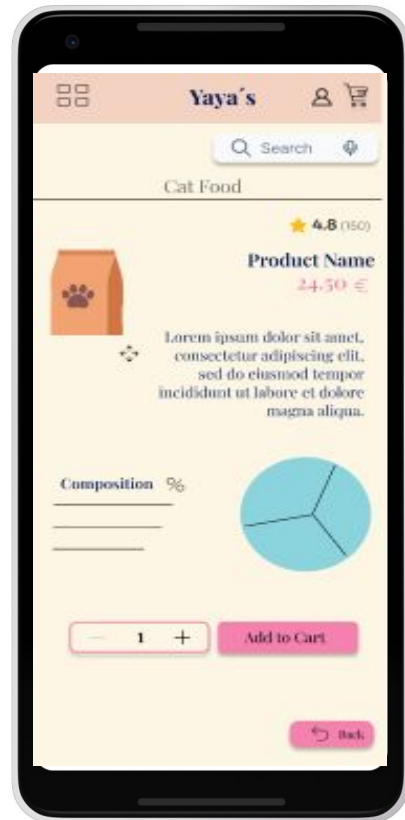 Yaya´s
Search
Cat Food
4.8 (150)
Product Name
24.50 €
Lorem ipsum dolor sit amet,
consectetur adipiscing elit,
sed do eiusmod tempor
incididunt ut labore et dolore
magna aliqua.
Composition %
1
Add to Cart
Back